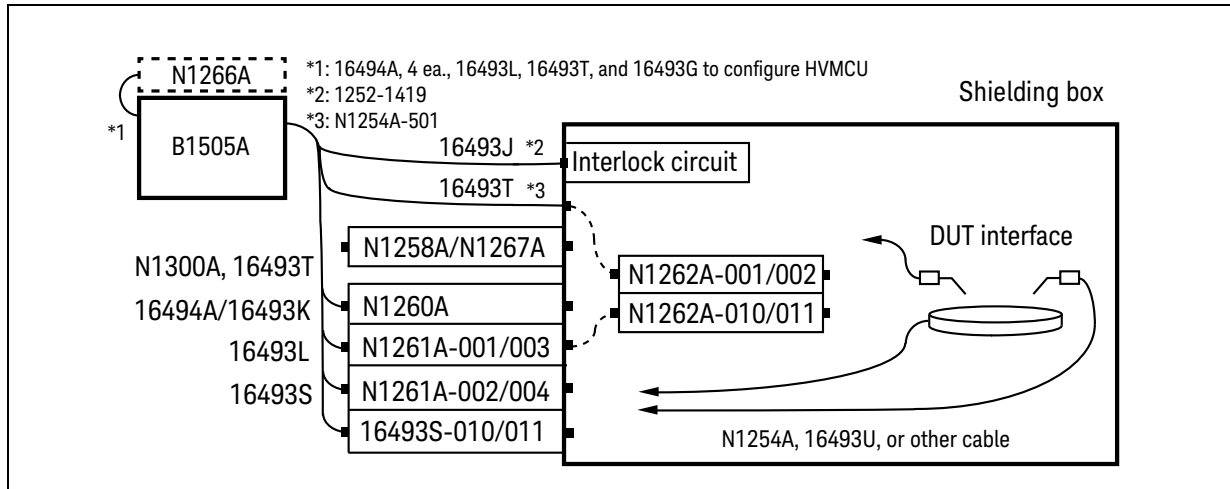 N1266A
*1: 16494A, 4 ea., 16493L, 16493T, and 16493G to configure HVMCU
*2: 1252-1419
*3: N1254A-501
Shielding box
*1
B1505A
16493J *2
Interlock circuit
16493T *3
N1258A/N1267A
DUT interface
N1300A, 16493T
N1262A-001/002
16494A/16493K
N1260A
N1262A-010/011
16493L
N1261A-001/003
16493S
N1261A-002/004
16493S-010/011
N1254A, 16493U, or other cable